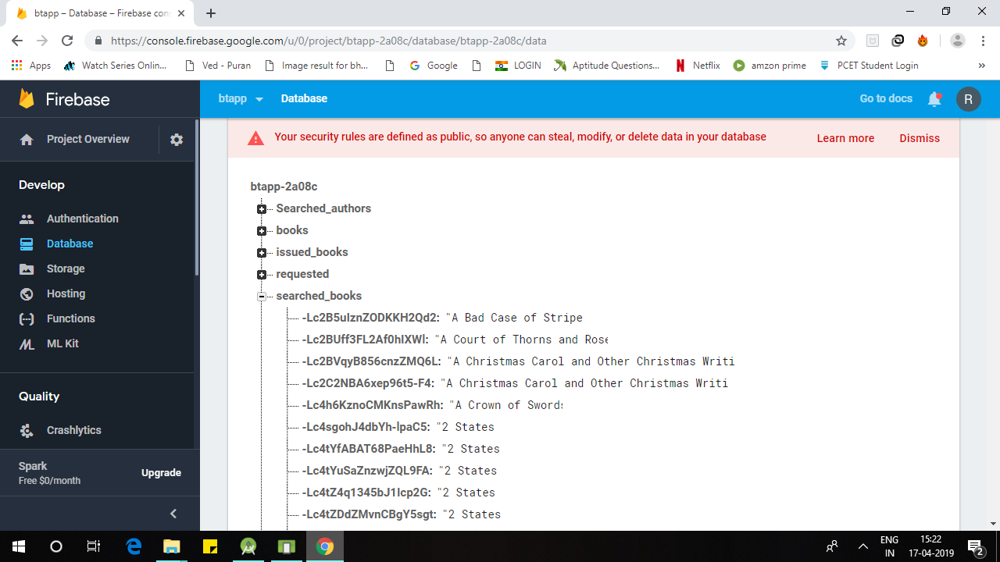 btapp – Database – Firebase con
https://console.firebase.google.com/u/0/project/btapp-2a08c/database/btapp-2a08c/data
Apps Watch Series Onlin... Ved - Puran Image result for bh... Google LOGIN Aptitude Questions... Netflix amzon prime PCET Student Login »
Firebase btapp Database Go to docs R
Project Overview
Your security rules are defined as public, so anyone can steal, modify, or delete data in your database Learn more Dismiss
Develop
Authentication
Database
Storage
Hosting
Functions
ML Kit
Quality
Crashlytics
Spark
Free $0/month
Upgrade
btapp-2a08c
Searched_authors
books
issued_books
requested
searched_books
-Lc2B5uIznZODKKH2Qd2: "A Bad Case of Stripe
-Lc2BUff3FL2Af0hIXWl: "A Court of Thorns and Rose
-Lc2BVqyB856cnzZMQ6L: "A Christmas Carol and Other Christmas Writi
-Lc2C2NBA6xep96t5-F4: "A Christmas Carol and Other Christmas Writi
-Lc4h6KznoCMKnsPawRh: "A Crown of Swords
-Lc4sgohJ4dbYh-lpaC5: "2 States
-Lc4tYfABAT68PaeHhL8: "2 States
-Lc4tYuSaZnzwjZQL9FA: "2 States
-Lc4tZ4q1345bJ1Icp2G: "2 States
-Lc4tZDdZMvnCBgY5sgt: "2 States
ENG
IN
15:22
17-04-2019
2